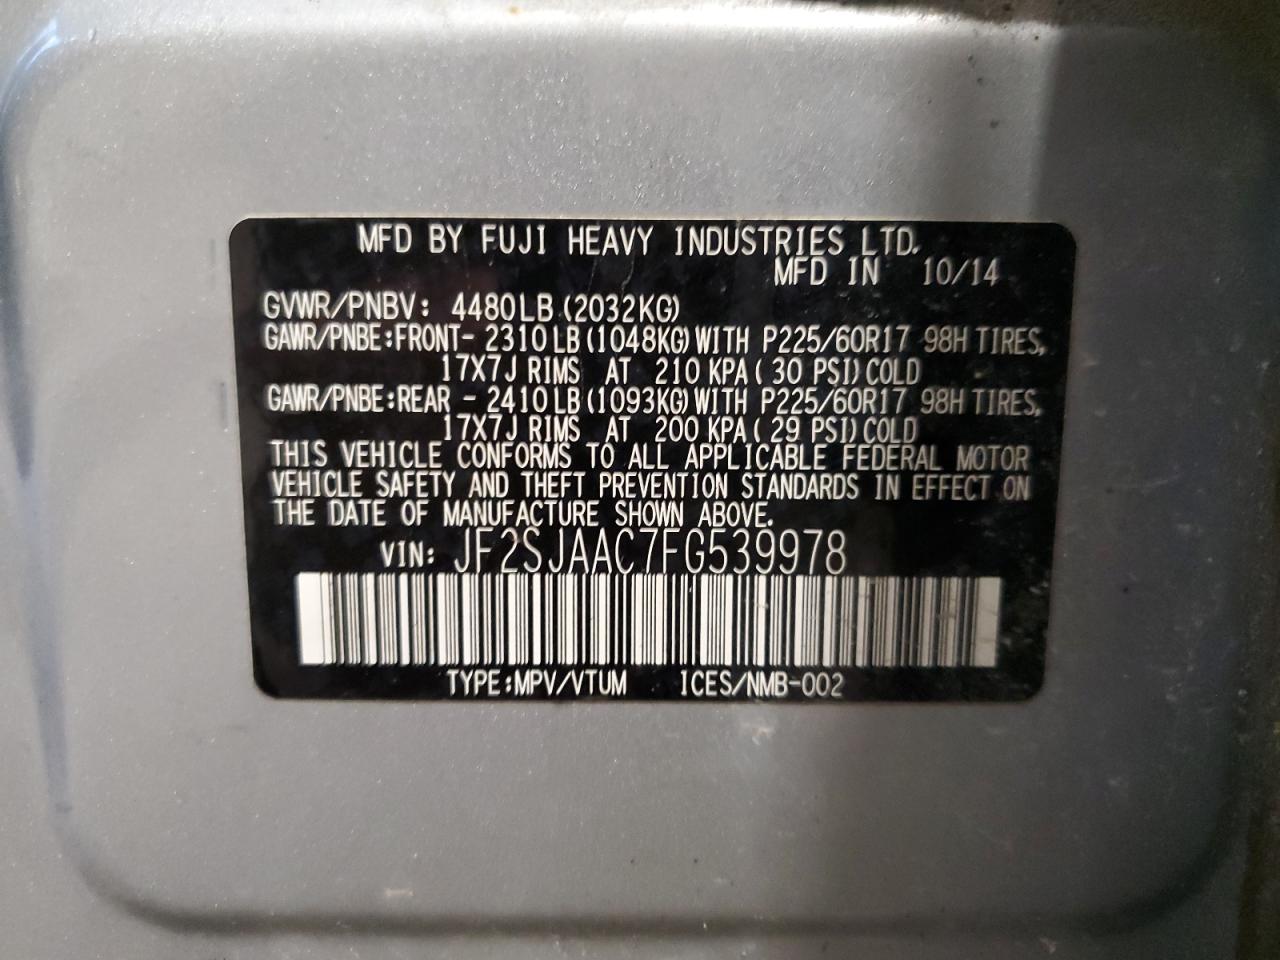 MFD BY FUJI HEAVY INDUSTRIES LTD.
MFD IN 10/14
GVWR/PNBV: 4480LB (2032KG)
GAWR/PNBE:FRONT- 2310LB(1048KG)WITH P225/60R17 98H TIRES,
17X7J RIMS AT 210 KPA( 30 PSI)COLD
GAWR/PNBE:REAR - 2410LB(1093KG)WITH P225/60R17 98H TIRES,
17X7J RIMS AT 200 KPA( 29 PSI)COLD
THIS VEHICLE CONFORMS TO ALL APPLICABLE FEDERAL MOTOR
VEHICLE SAFETY AND THEFT PREVENTION STANDARDS IN EFFECT ON
THE DATE OF MANUFACTURE SHOWN ABOVE.
VIN: JF2SJAAC7FG539978
TYPE:MPV/VTUM ICES/NMB-002